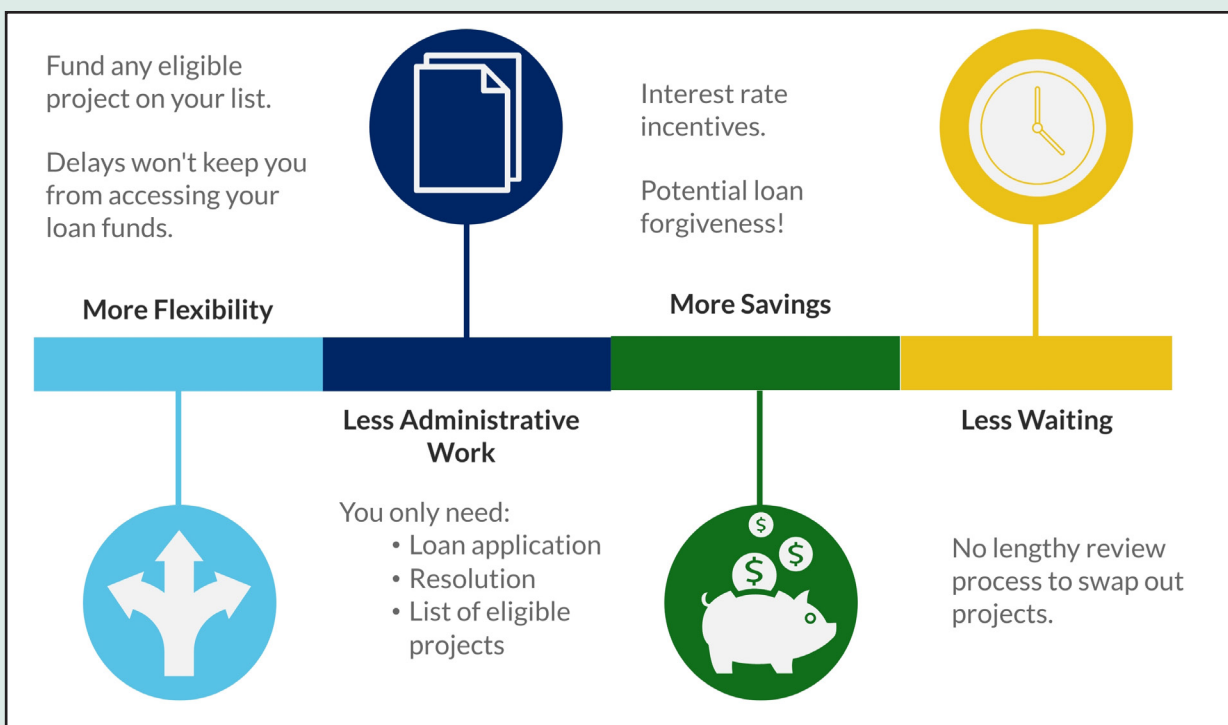 Fund any eligible
project on your list.
Delays won't keep you
from accessing your
loan funds.
More Flexibility
Less Administrative
Work
You only need:
• Loan application
• Resolution
• List of eligible
projects
Interest rate
incentives.
Potential loan
forgiveness!
More Savings
$
$
$
Less Waiting
No lengthy review
process to swap out
projects.